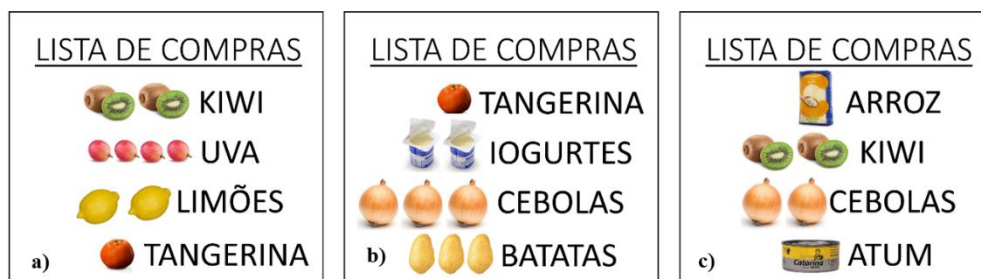 LISTA DE COMPRAS
KIWI
UVA
LIMÕES
TANGERINA
a)
LISTA DE COMPRAS
TANGERINA
IOGURTES
CEBOLAS
BATATAS
b)
LISTA DE COMPRAS
ARROZ
KIWI
CEBOLAS
Catarina
ATUM
c)